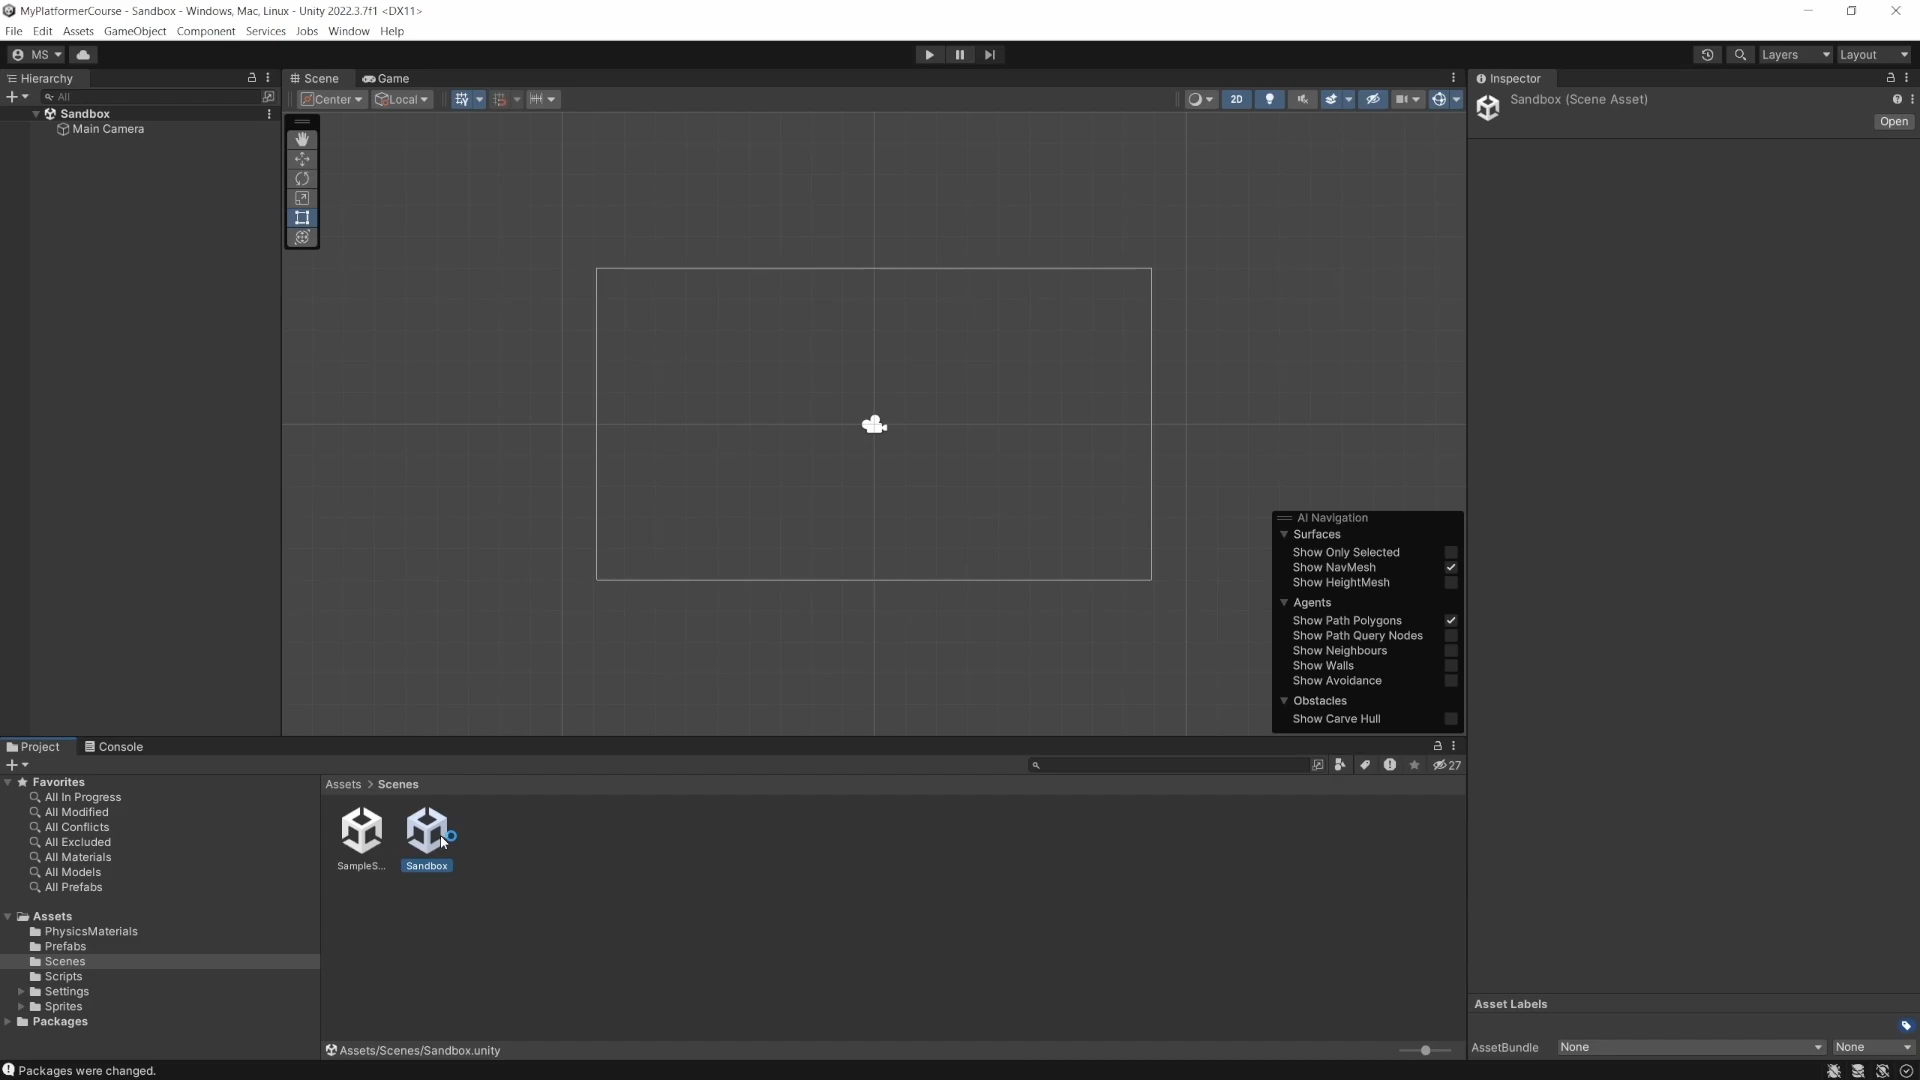 MyPlatformerCourse - Sandbox - Windows, Mac, Linux - Unity 2022.3.7f1 <DX11>
File Edit Assets GameObject Component Services Jobs Window Help
MS
Layers Layout
Hierarchy
All
Sandbox
Main Camera
Scene Game
Center Local 2D
Inspector
Sandbox (Scene Asset)
Open
AI Navigation
Surfaces
Show Only Selected
Show NavMesh
Show HeightMesh
Agents
Show Path Polygons
Show Path Query Nodes
Show Neighbours
Show Walls
Show Avoidance
Obstacles
Show Carve Hull
Project Console
27
Favorites
All In Progress
All Modified
All Conflicts
All Excluded
All Materials
All Models
All Prefabs
Assets
PhysicsMaterials
Prefabs
Scenes
Scripts
Settings
Sprites
Packages
Assets > Scenes
SampleS...
Sandbox
Assets/Scenes/Sandbox.unity
Asset Labels
AssetBundle None None
Packages were changed.